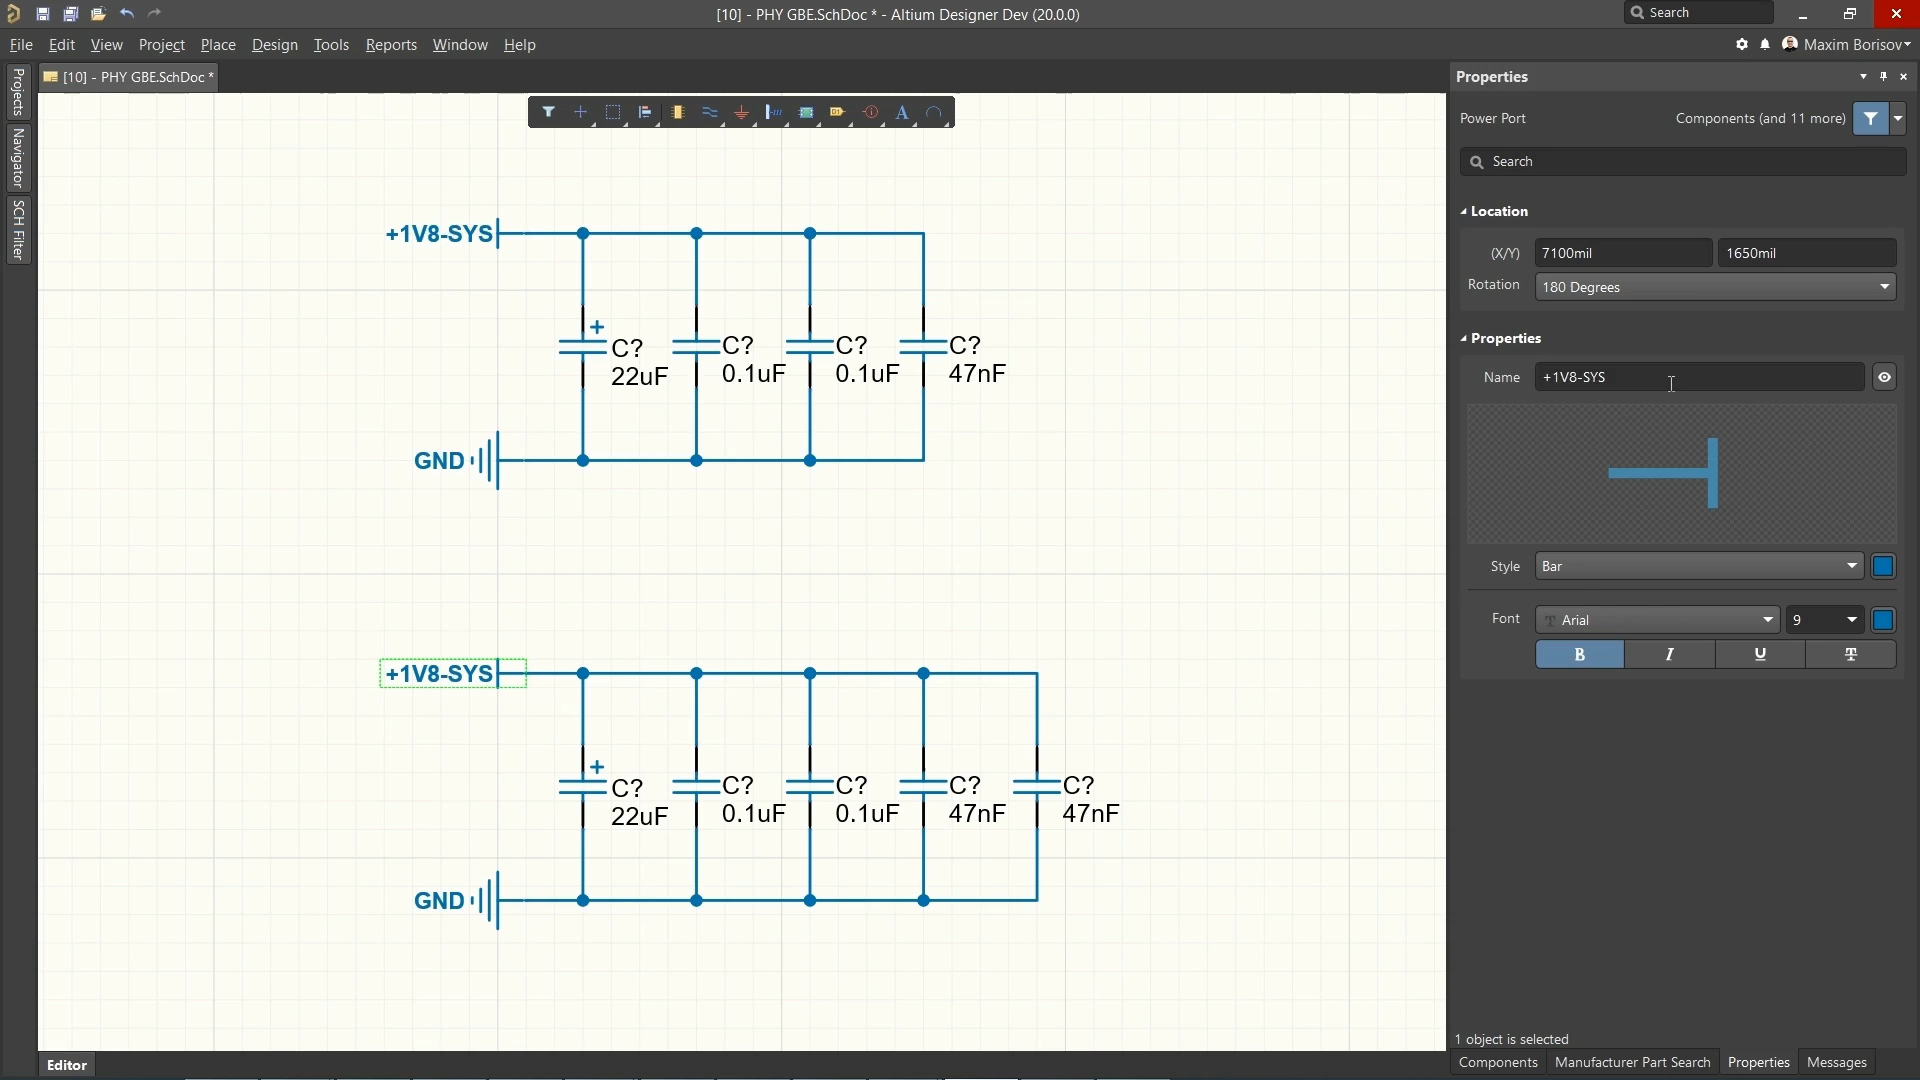 [10] - PHY GBE.SchDoc * - Altium Designer Dev (20.0.0)
Search
File Edit View Project Place Design Tools Reports Window Help
Maxim Borisov
[10] - PHY GBE.SchDoc *
Projects
Navigator
SCH Filter
+1V8-SYS
+
C?
22uF
C?
0.1uF
C?
0.1uF
C?
47nF
GND
+1V8-SYS
+
C?
22uF
C?
0.1uF
C?
0.1uF
C?
47nF
C?
47nF
GND
Editor
Properties
Power Port
Components (and 11 more)
Search
Location
(X/Y) 7100mil 1650mil
Rotation 180 Degrees
Properties
Name +1V8-SYS
Style Bar
Font T Arial 9
B I U T
1 object is selected
Components Manufacturer Part Search Properties Messages